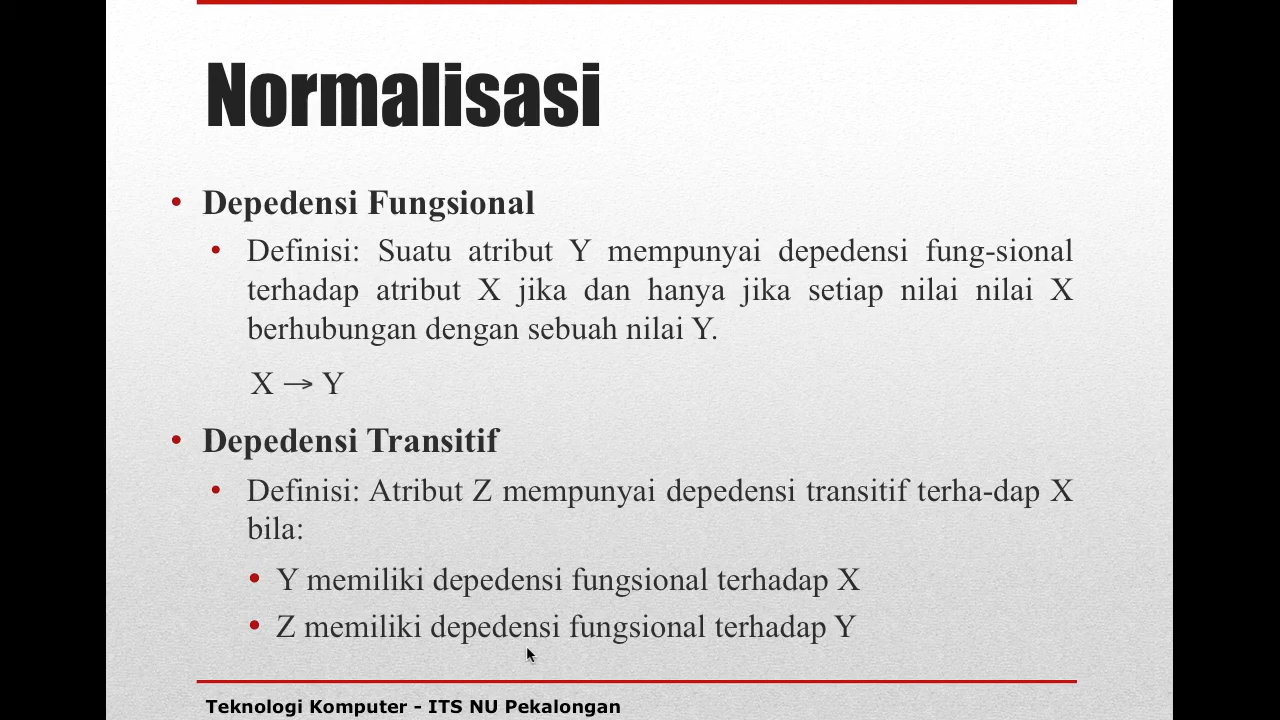 Normalisasi
• Depedensi Fungsional
• Definisi: Suatu atribut Y mempunyai depedensi fung-sional
terhadap atribut X jika dan hanya jika setiap nilai nilai X
berhubungan dengan sebuah nilai Y.
X → Y
• Depedensi Transitif
• Definisi: Atribut Z mempunyai depedensi transitif terha-dap X
bila:
• Y memiliki depedensi fungsional terhadap X
• Z memiliki depedensi fungsional terhadap Y
Teknologi Komputer - ITS NU Pekalongan